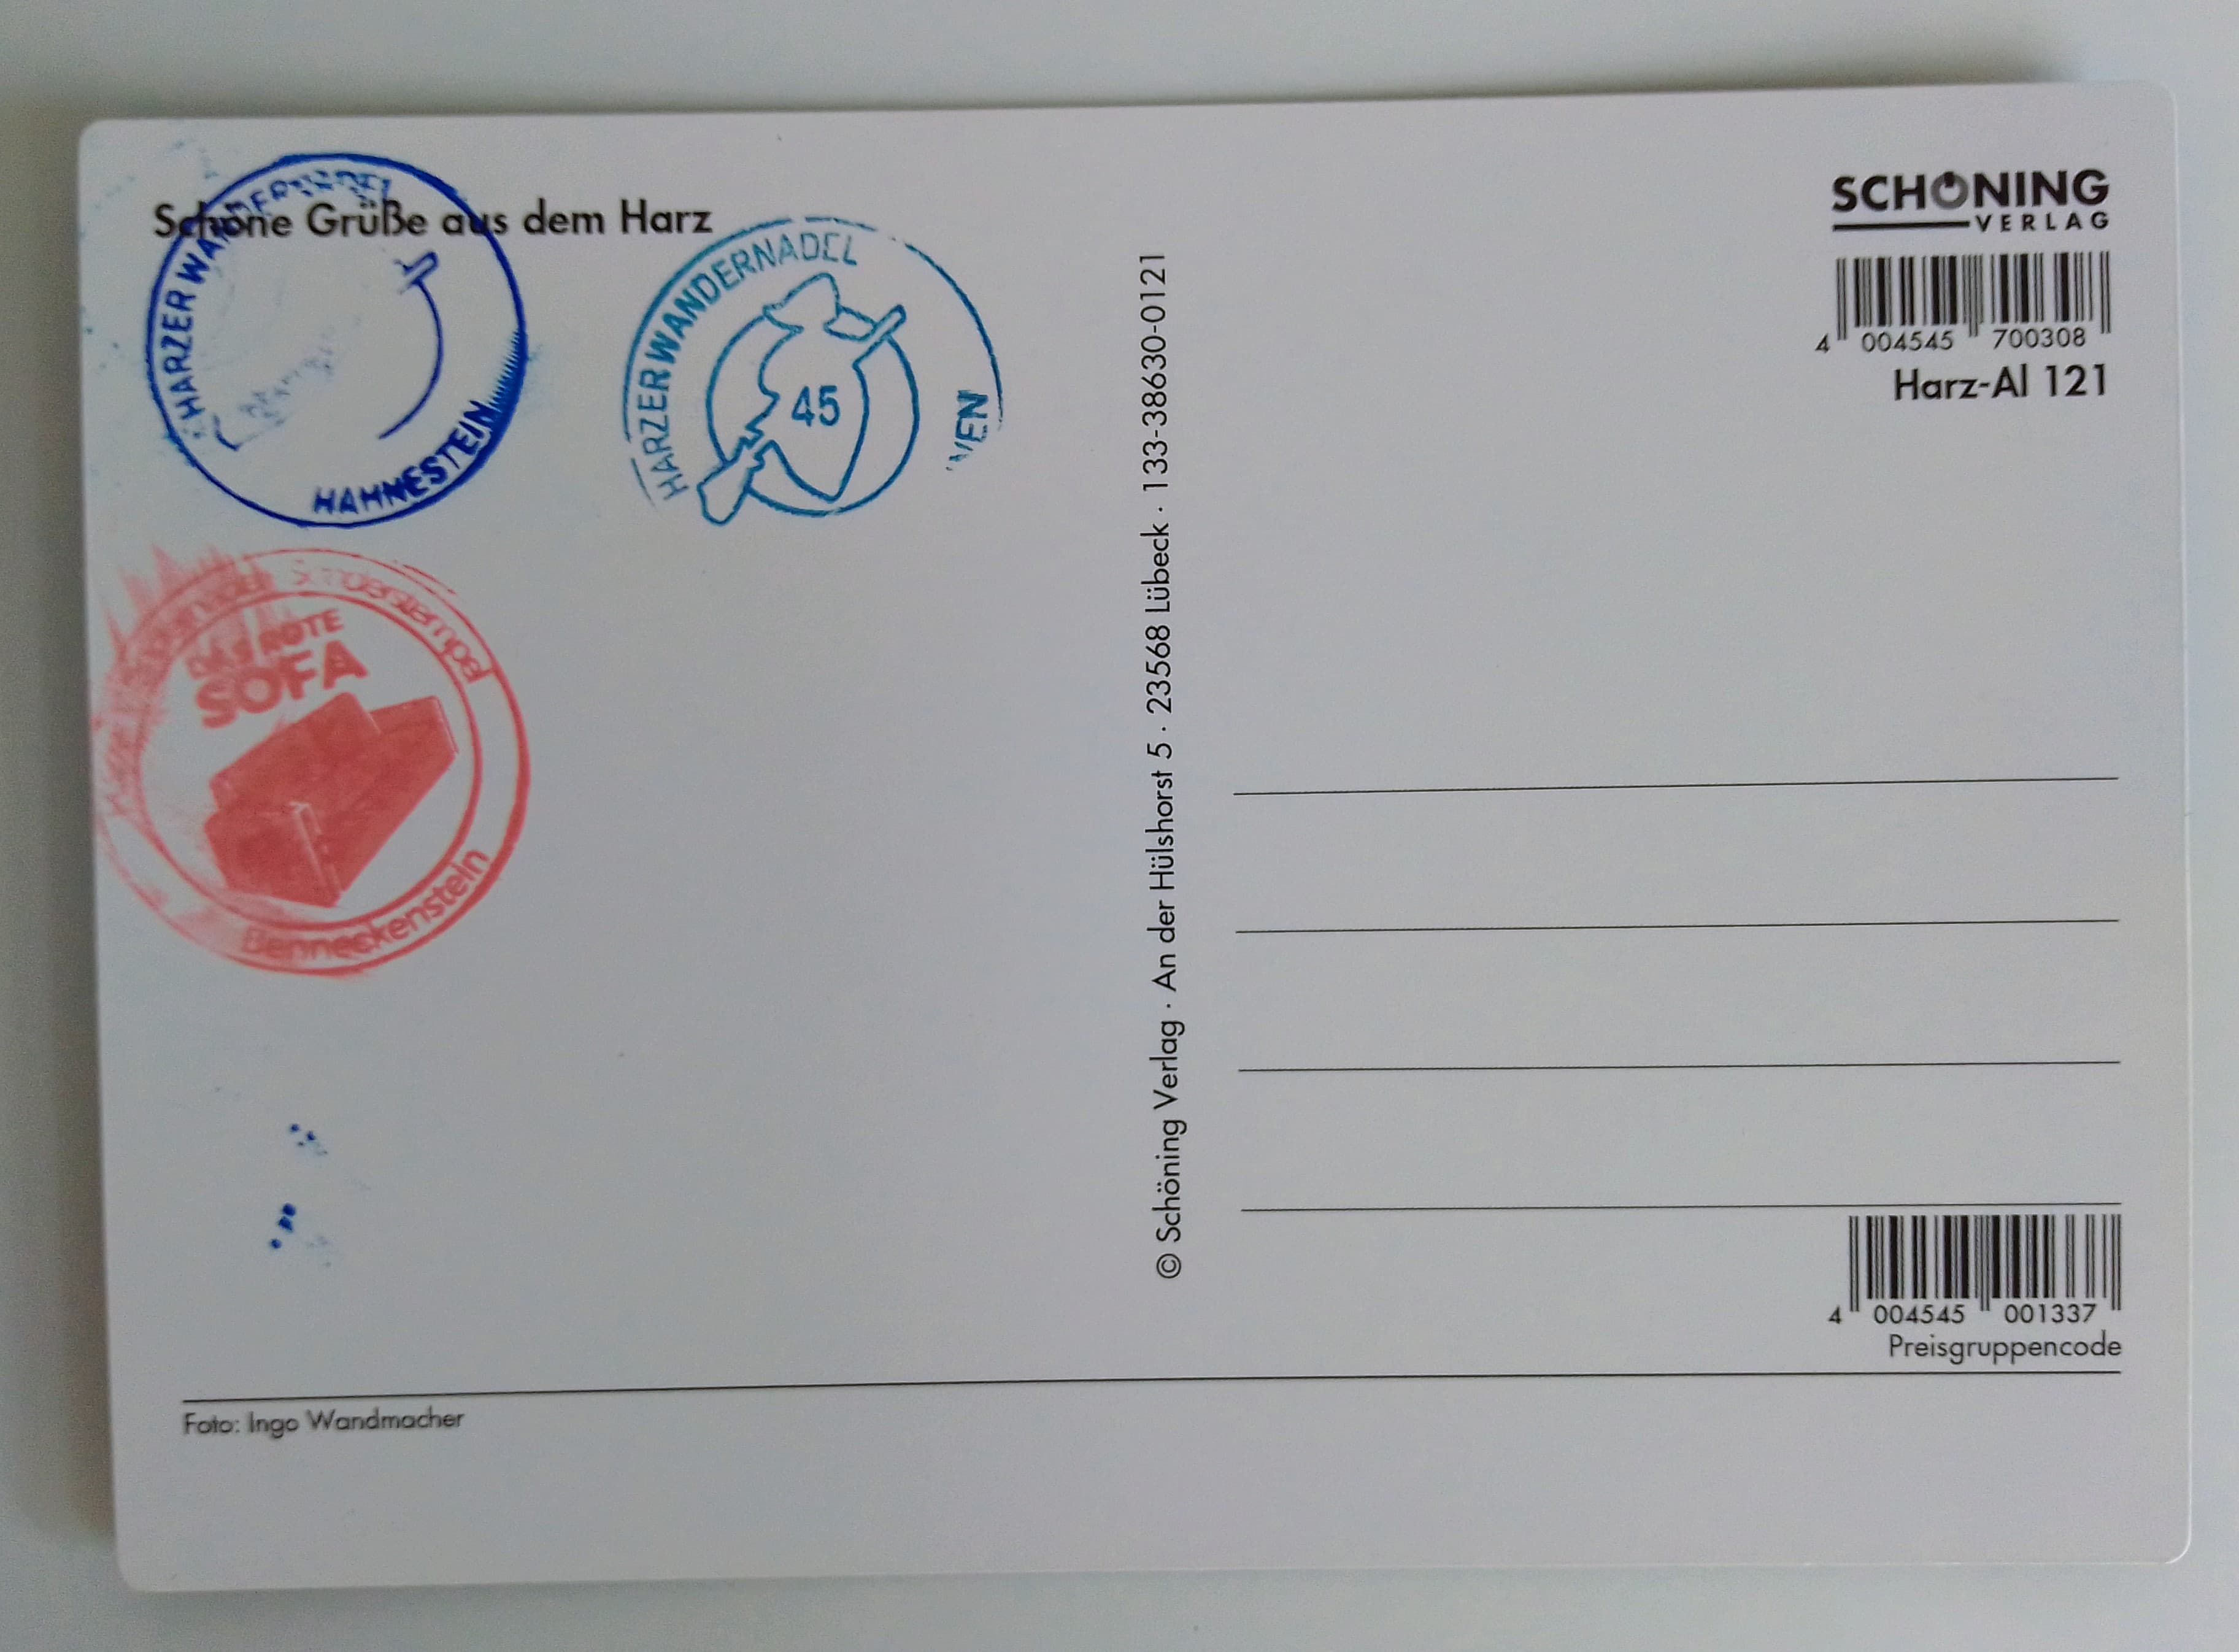 Schöne Grüße aus dem Harz
HARZER WANDERNADEL
HAHNESTEIN
HARZER WANDERNADEL
45
DAS ROTE
SOFA
Benneckenstein
© Schöning Verlag · An der Hülshorst 5 · 23568 Lübeck · 133-38630-0121
SCHÖNING
VERLAG
4 004545 700308
Harz-Al 121
4 004545 001337
Preisgruppencode
Foto: Ingo Wandmacher